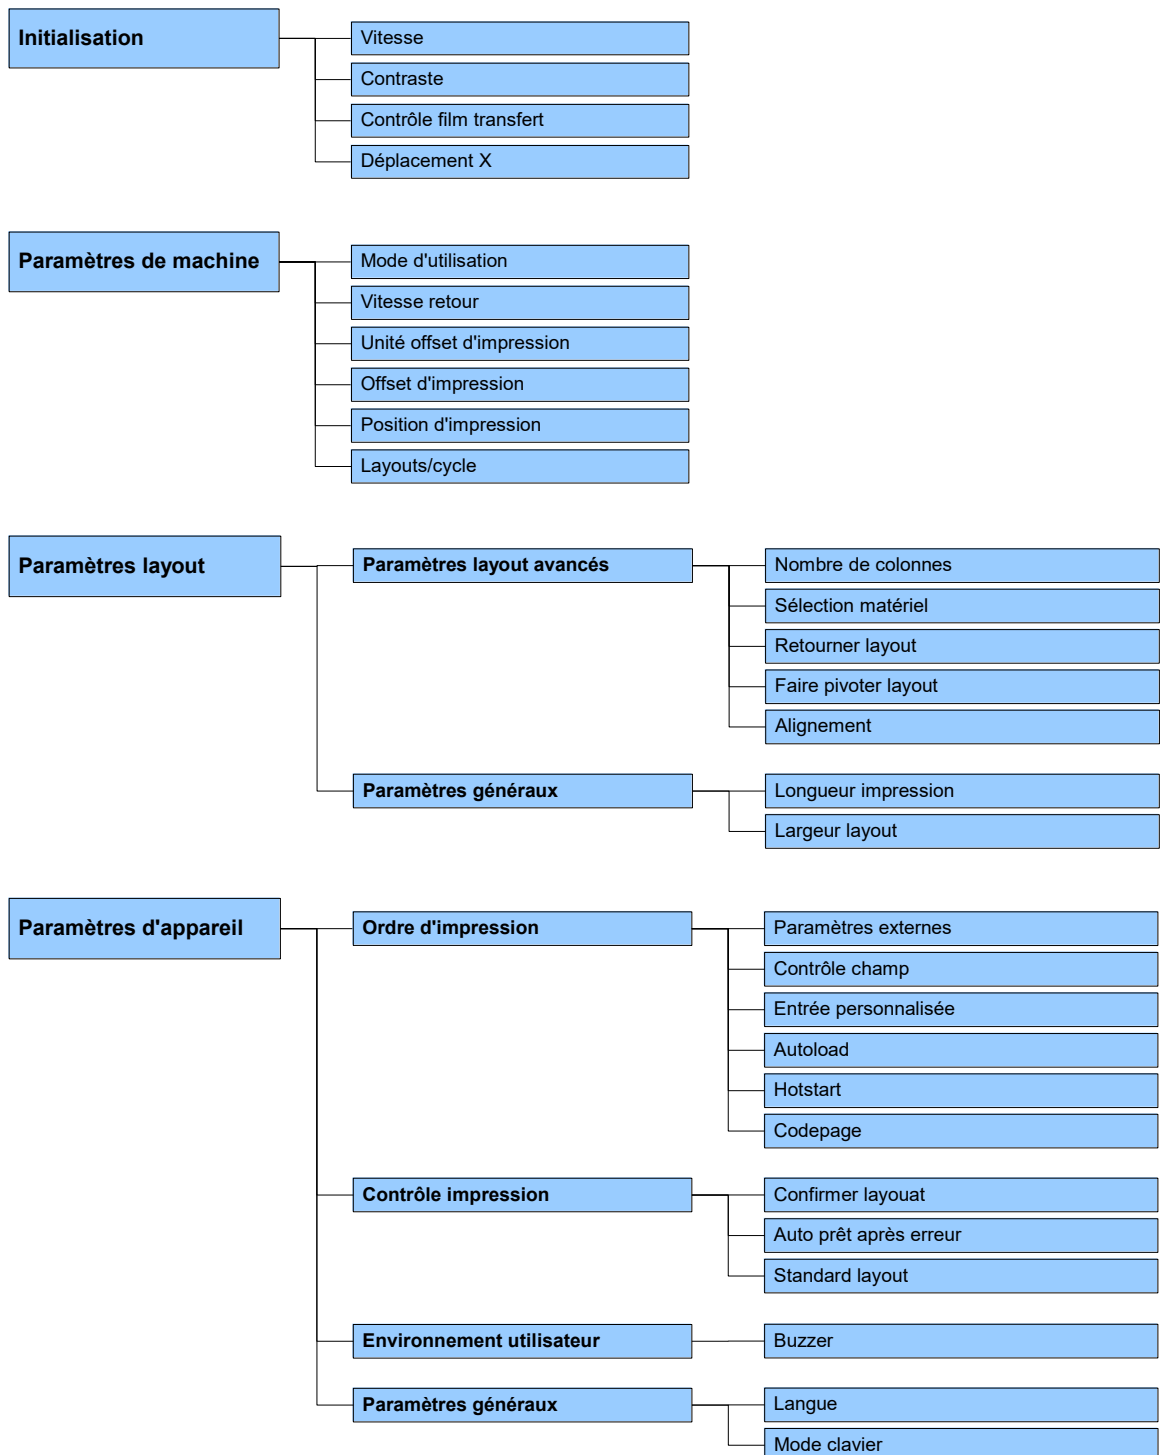 Initialisation
Vitesse
Contraste
Contrôle film transfert
Déplacement X
Paramètres de machine
Mode d'utilisation
Vitesse retour
Unité offset d'impression
Offset d'impression
Position d'impression
Layouts/cycle
Paramètres layout
Paramètres layout avancés
Nombre de colonnes
Sélection matériel
Retourner layout
Faire pivoter layout
Alignement
Paramètres généraux
Longueur impression
Largeur layout
Paramètres d'appareil
Ordre d'impression
Paramètres externes
Contrôle champ
Entrée personnalisée
Autoload
Hotstart
Codepage
Contrôle impression
Confirmer layouat
Auto prêt après erreur
Standard layout
Environnement utilisateur
Buzzer
Paramètres généraux
Langue
Mode clavier